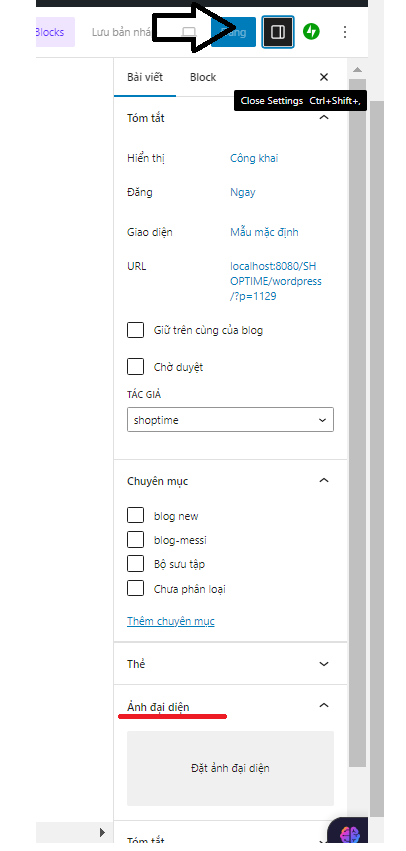 Blocks
Lưu bản
Bài viết Block
Close Settings Ctrl+Shift+,
Tóm tắt
Hiển thị Công khai
Đăng Ngay
Giao diện Mẫu mặc định
URL localhost:8080/SH
OPTIME/wordpress
/?p=1129
Giữ trên cùng của blog
Chờ duyệt
TÁC GIẢ
shoptime
Chuyên mục
blog new
blog-messi
Bộ sưu tập
Chưa phân loại
Thêm chuyên mục
Thẻ
Ảnh đại diện
Đặt ảnh đại diện
Tóm tắt